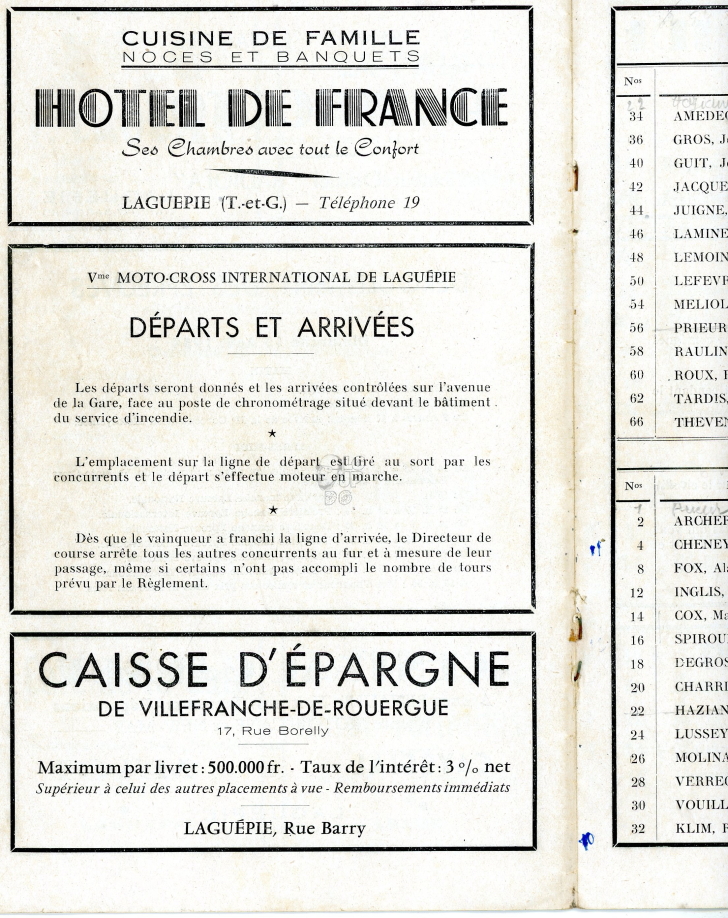 CUISINE DE FAMILLE
NOCES ET BANQUETS
HOTEL DE FRANCE
Ses Chambres avec tout le Confort
LAGUEPIE (T.-et-G.) — Téléphone 19
Vme MOTO-CROSS INTERNATIONAL DE LAGUÉPIE
DÉPARTS ET ARRIVÉES
Les départs seront donnés et les arrivées contrôlées sur l'avenue
de la Gare, face au poste de chronométrage situé devant le bâtiment
du service d'incendie.
★
L'emplacement sur la ligne de départ est tiré au sort par les
concurrents et le départ s'effectue moteur en marche.
★
Dès que le vainqueur a franchi la ligne d'arrivée, le Directeur de
course arrête tous les autres concurrents au fur et à mesure de leur
passage, même si certains n'ont pas accompli le nombre de tours
prévu par le Règlement.
CAISSE D'ÉPARGNE
DE VILLEFRANCHE-DE-ROUERGUE
17, Rue Borelly
Maximum par livret : 500.000 fr. - Taux de l'intérêt : 3 % net
Supérieur à celui des autres placements à vue - Remboursements immédiats
LAGUÉPIE, Rue Barry
Nos
34 AMEDEO
36 GROS, J
40 GUIT, J
42 JACQUE
44 JUIGNE,
46 LAMINE
48 LEMOIN
50 LEFEVR
54 MELIOL
56 PRIEUR
58 RAULIN
60 ROUX,
62 TARDIS,
66 THEVEN
Nos
2 ARCHER
4 CHENEY
8 FOX, Al
12 INGLIS,
14 COX, Ma
16 SPIROU
18 DEGROS
20 CHARRI
22 HAZIAN
24 LUSSEY
26 MOLINA
28 VERREC
30 VOUILL
32 KLIM,